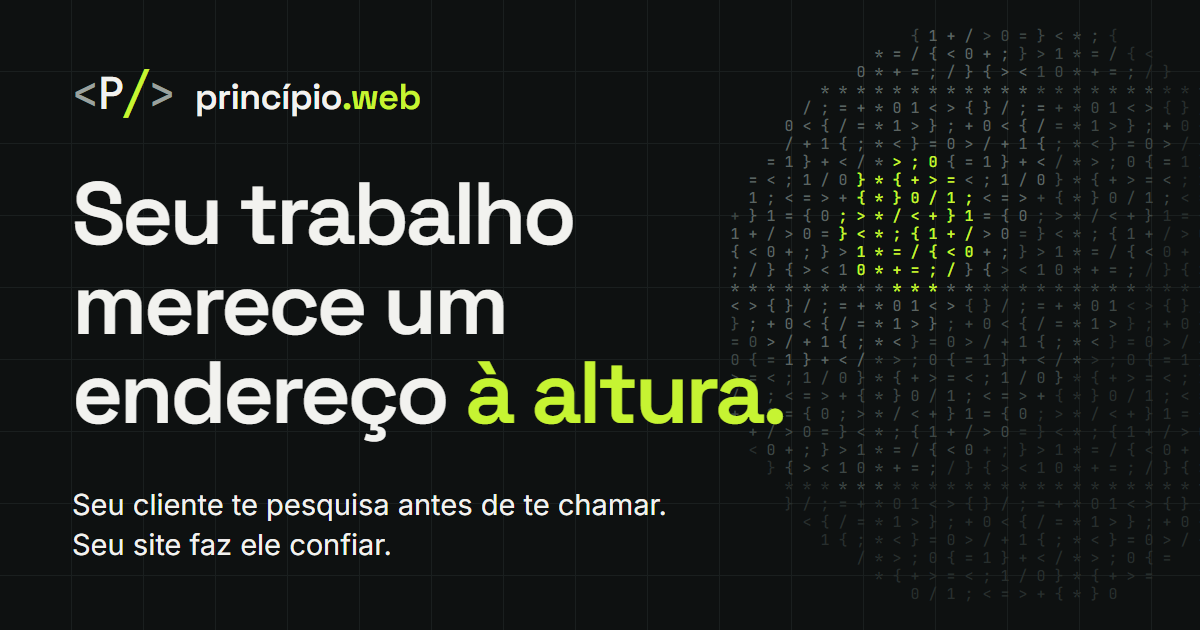 <P/> princípio.web
Seu trabalho
merece um
endereço à altura.
Seu cliente te pesquisa antes de te chamar.
Seu site faz ele confiar.